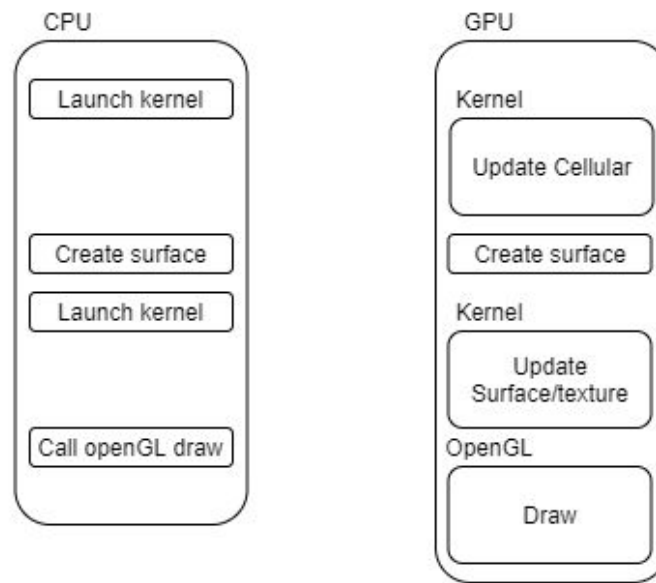 CPU
Launch kernel
Create surface
Launch kernel
Call openGL draw
GPU
Kernel
Update Cellular
Create surface
Kernel
Update
Surface/texture
OpenGL
Draw